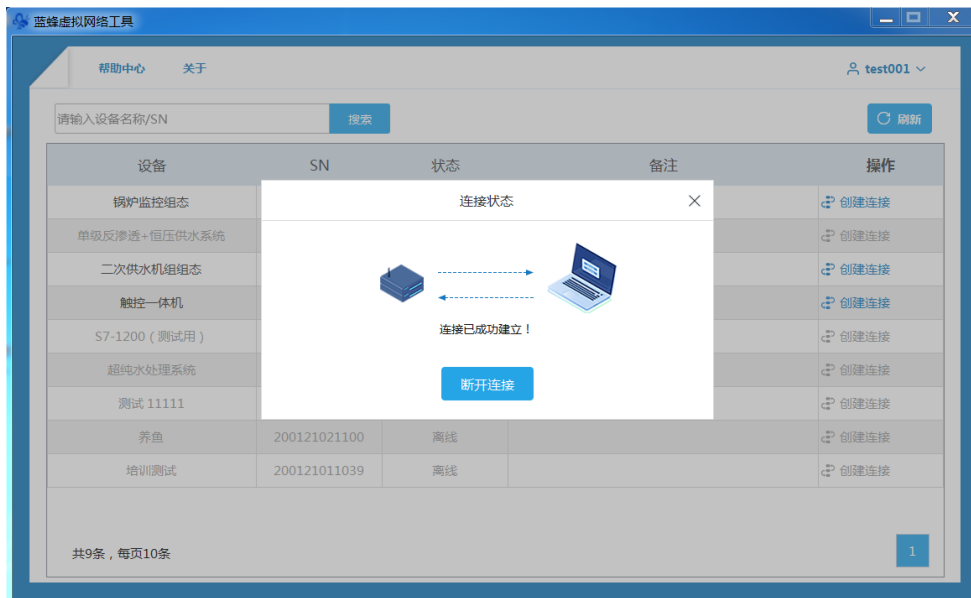 蓝蜂虚拟网络工具
帮助中心 关于 test001
请输入设备名称/SN 搜索 刷新
设备 SN 状态 备注 操作
连接状态
锅炉监控组态 创建连接
单级反渗透+恒压供水系统 创建连接
二次供水机组组态 创建连接
触控一体机 创建连接
连接已成功建立！
S7-1200（测试用） 创建连接
超纯水处理系统 创建连接
断开连接
测试 11111 创建连接
养鱼 200121021100 离线 创建连接
培训测试 200121011039 离线 创建连接
共9条，每页10条 1